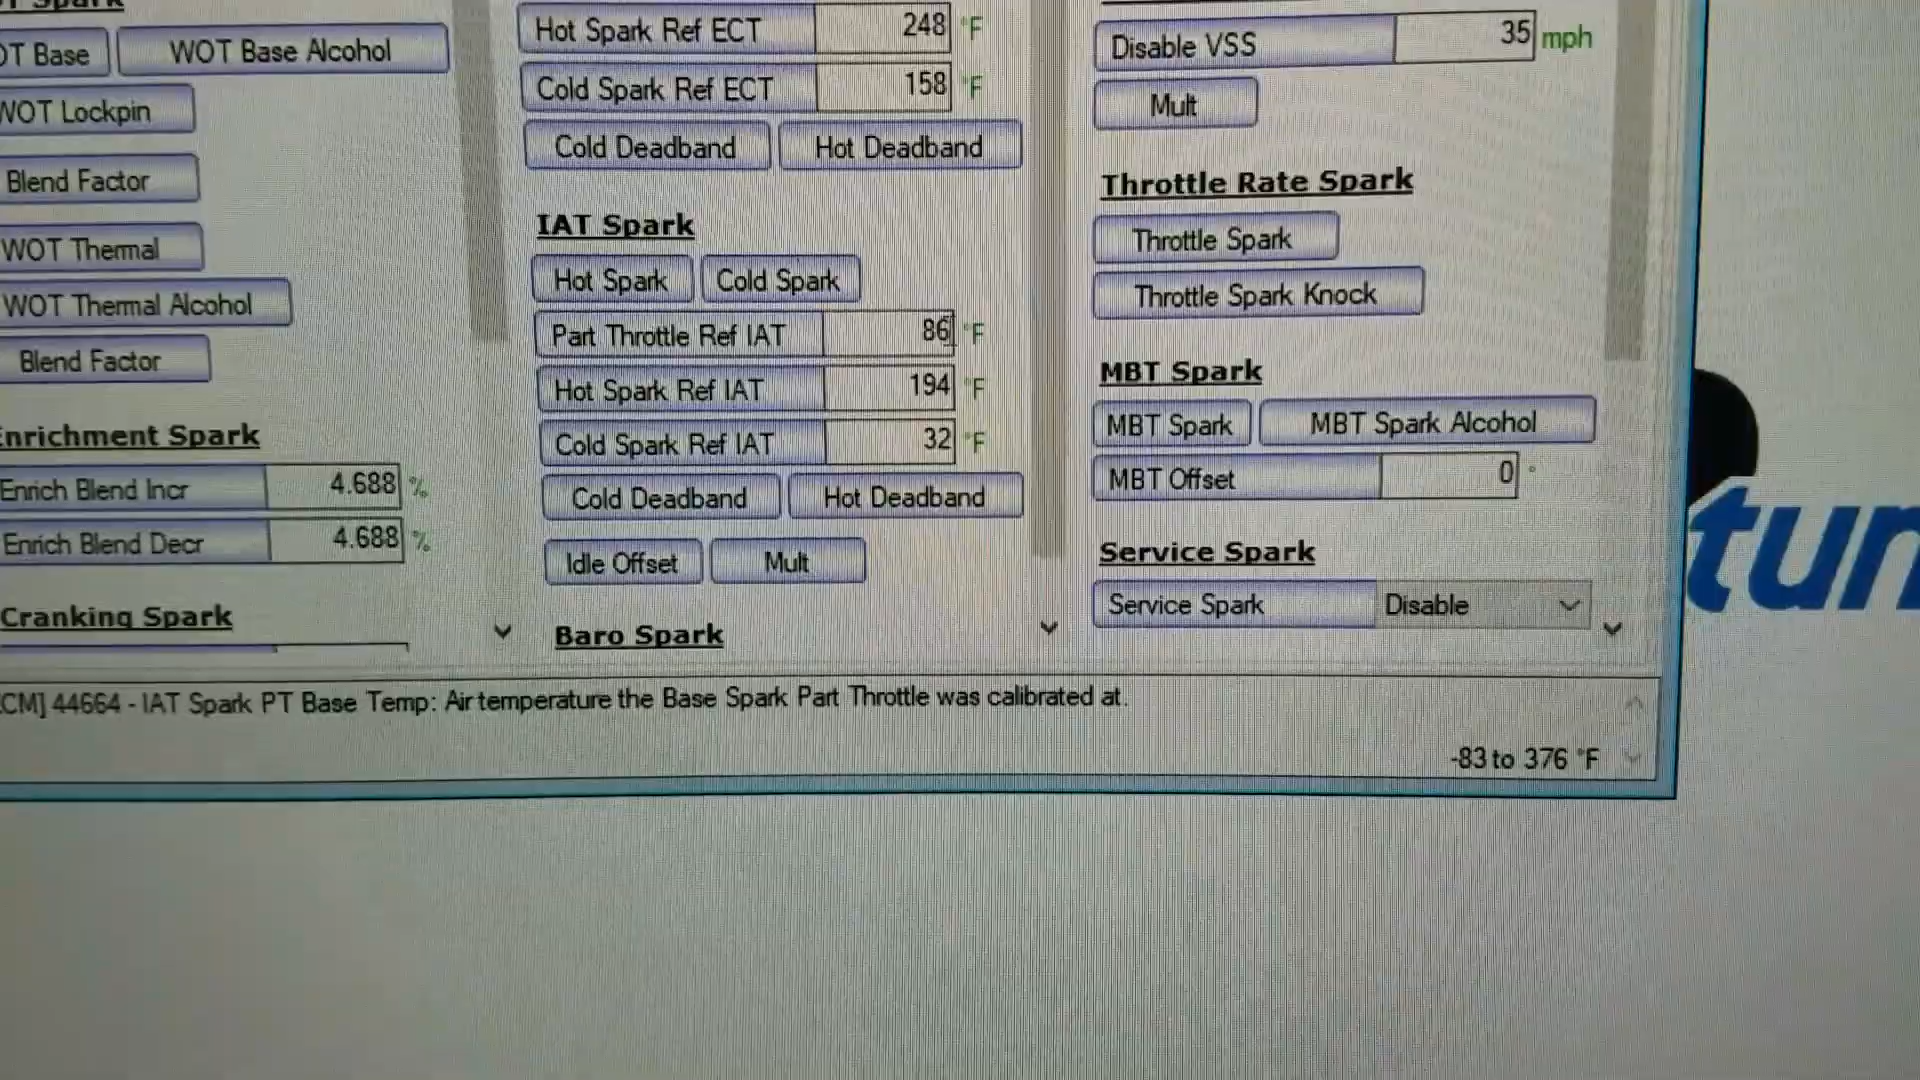 WOT Base Alcohol
WOT Lockpin
Blend Factor
WOT Thermal
WOT Thermal Alcohol
Blend Factor
Enrichment Spark
Enrich Blend Incr 4.688 %
Enrich Blend Decr 4.688 %
Cranking Spark
Hot Spark Ref ECT 248 °F
Cold Spark Ref ECT 158 °F
Cold Deadband Hot Deadband
IAT Spark
Hot Spark Cold Spark
Part Throttle Ref IAT 86 °F
Hot Spark Ref IAT 194 °F
Cold Spark Ref IAT 32 °F
Cold Deadband Hot Deadband
Idle Offset Mult
Baro Spark
Disable VSS 35 mph
Mult
Throttle Rate Spark
Throttle Spark
Throttle Spark Knock
MBT Spark
MBT Spark MBT Spark Alcohol
MBT Offset 0 °
Service Spark
Service Spark Disable
CM] 44664 - IAT Spark PT Base Temp: Air temperature the Base Spark Part Throttle was calibrated at.
-83 to 376 °F
tun